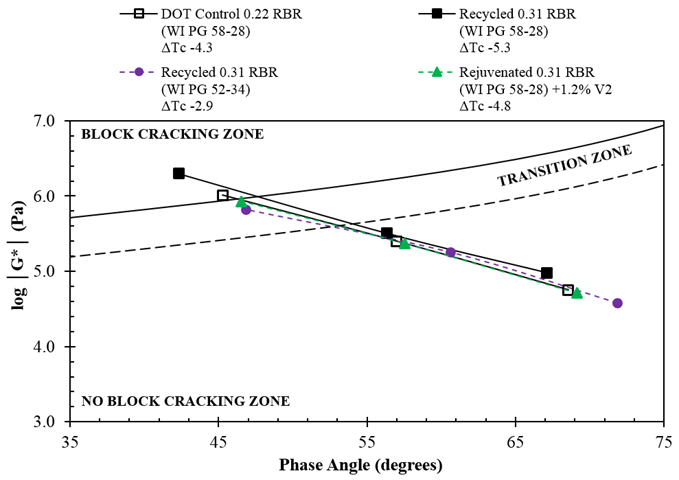 DOT Control 0.22 RBR
(WI PG 58-28)
ΔTc -4.3
Recycled 0.31 RBR
(WI PG 58-28)
ΔTc -5.3
Recycled 0.31 RBR
(WI PG 52-34)
ΔTc -2.9
Rejuvenated 0.31 RBR
(WI PG 58-28) +1.2% V2
ΔTc -4.8
7.0
BLOCK CRACKING ZONE
TRANSITION ZONE
6.0
5.0
log |G*| (Pa)
4.0
NO BLOCK CRACKING ZONE
3.0
35 45 55 65 75
Phase Angle (degrees)